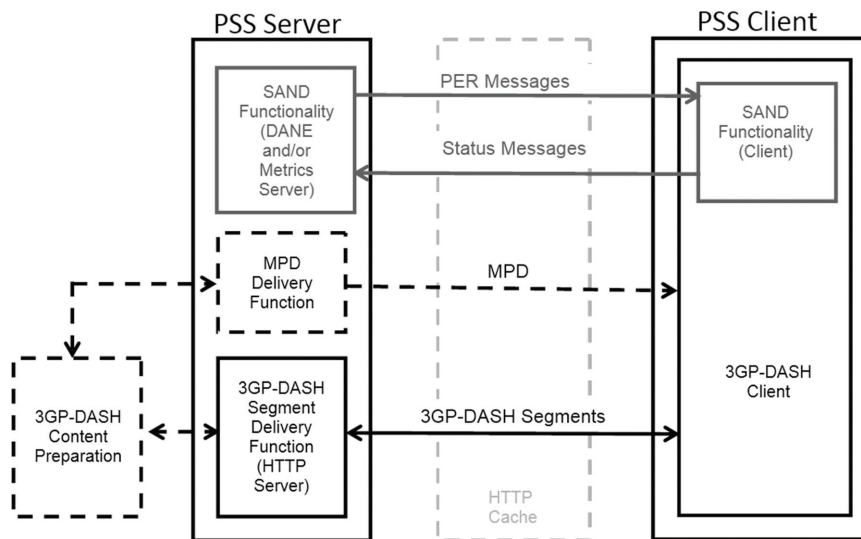 PSS Server
PSS Client
SAND
Functionality
(DANE
and/or
Metrics
Server)
PER Messages
Status Messages
SAND
Functionality
(Client)
MPD
Delivery
Function
MPD
3GP-DASH
Content
Preparation
3GP-DASH
Segment
Delivery
Function
(HTTP
Server)
3GP-DASH Segments
3GP-DASH
Client
HTTP
Cache